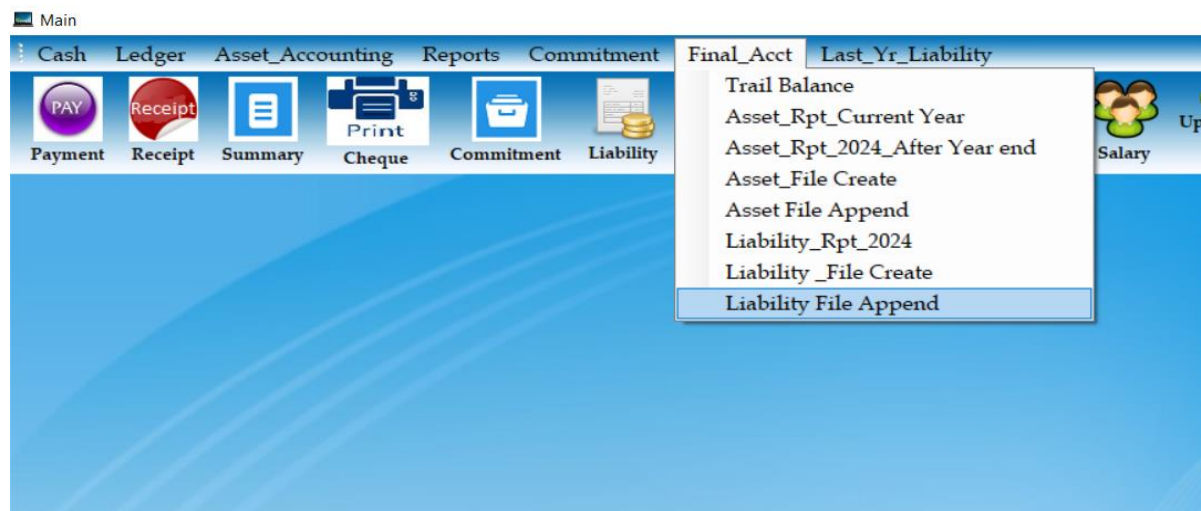 Main
Cash Ledger Asset_Accounting Reports Commitment Final_Acct Last_Yr_Liability
PAY
Receipt
Print
Payment Receipt Summary Cheque Commitment Liability
Trail Balance
Asset_Rpt_Current Year
Asset_Rpt_2024_After Year end
Asset_File Create
Asset File Append
Liability_Rpt_2024
Liability _File Create
Liability File Append
Salary
Up